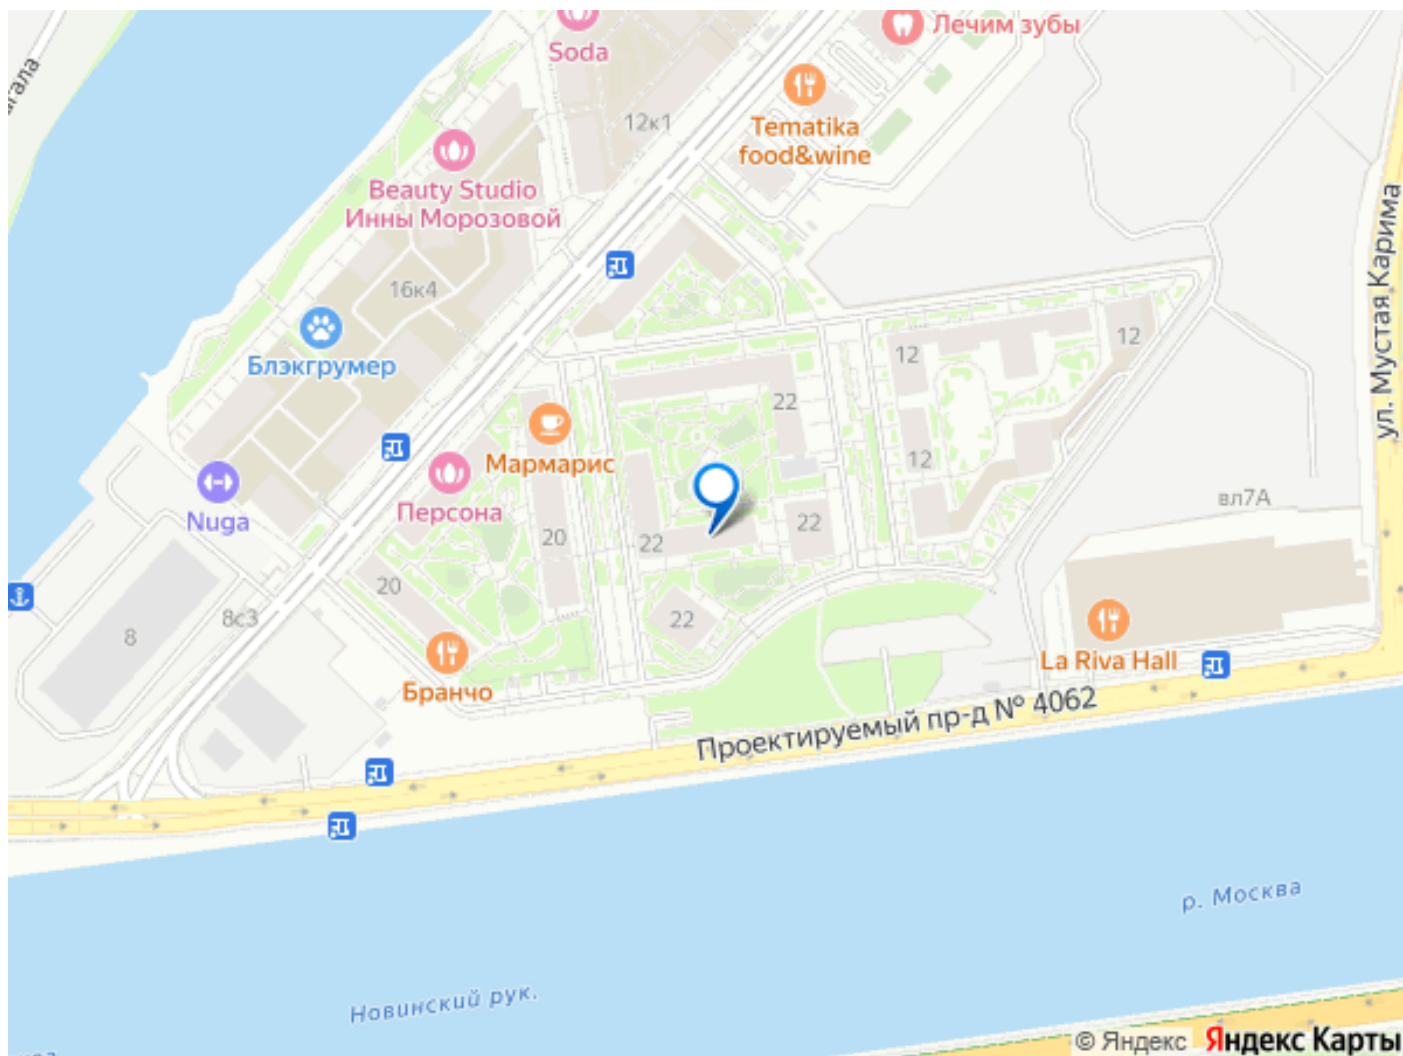 Soda
Лечим зубы
Tematika
food&wine
12к1
Beauty Studio
Инны Морозовой
16к4
Блэкгрумер
ул. Мустая Карима
12
12
22
Мармарис
12
Персона
Nuga
вл7А
22
20
22
20
22
8с3
8
La Riva Hall
Бранчо
Проектируемый пр-д № 4062
р. Москва
Новинский рук.
© Яндекс Яндекс Карты